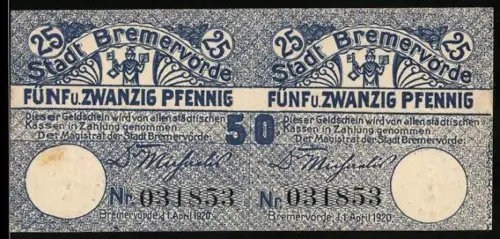 25 Stadt Bremervörde 25
FÜNF u. ZWANZIG PFENNIG
Dieser Geldschein wird von allen städtischen
Kassen in Zahlung genommen.
Der Magistrat der Stadt Bremervörde:
Nr. 031853
Bremervörde, d. 1. April 1920.
50
25 Stadt Bremervörde 25
FÜNF u. ZWANZIG PFENNIG
Dieser Geldschein wird von allen städtischen
Kassen in Zahlung genommen.
Der Magistrat der Stadt Bremervörde:
Nr. 031853
Bremervörde, d. 1. April 1920.